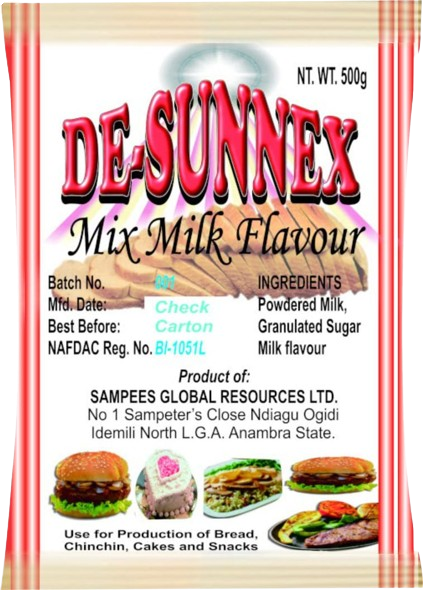 NT. WT. 500g
DE-SUNNEX
Mix Milk Flavour
Batch No. 001
Mfd. Date: Check
Best Before: Carton
NAFDAC Reg. No. BI-1051L
INGREDIENTS
Powdered Milk,
Granulated Sugar
Milk flavour
Product of:
SAMPEES GLOBAL RESOURCES LTD.
No 1 Sampeter's Close Ndiagu Ogidi
Idemili North L.G.A. Anambra State.
Use for Production of Bread,
Chinchin, Cakes and Snacks